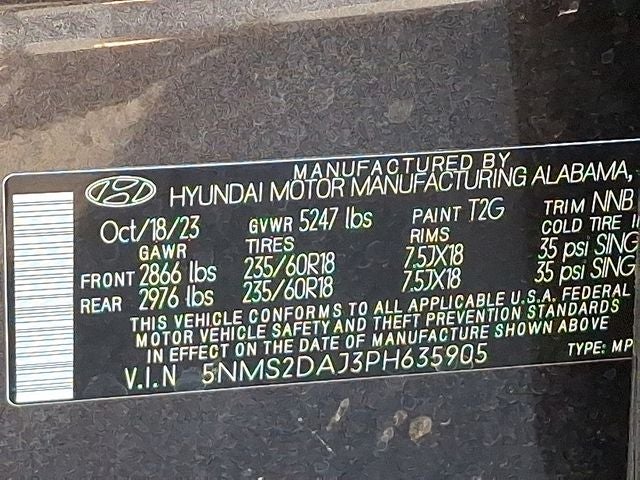 MANUFACTURED BY
HYUNDAI MOTOR MANUFACTURING ALABAMA,
Oct/18/23 GVWR 5247 lbs PAINT T2G TRIM NNB
GAWR TIRES RIMS COLD TIRE
FRONT 2866 lbs 235/60R18 7.5JX18 35 psi SING
REAR 2976 lbs 235/60R18 7.5JX18 35 psi SING
THIS VEHICLE CONFORMS TO ALL APPLICABLE U.S.A. FEDERAL
MOTOR VEHICLE SAFETY AND THEFT PREVENTION STANDARDS
IN EFFECT ON THE DATE OF MANUFACTURE SHOWN ABOVE
V.I.N 5NMS2DAJ3PH635905 TYPE: MP